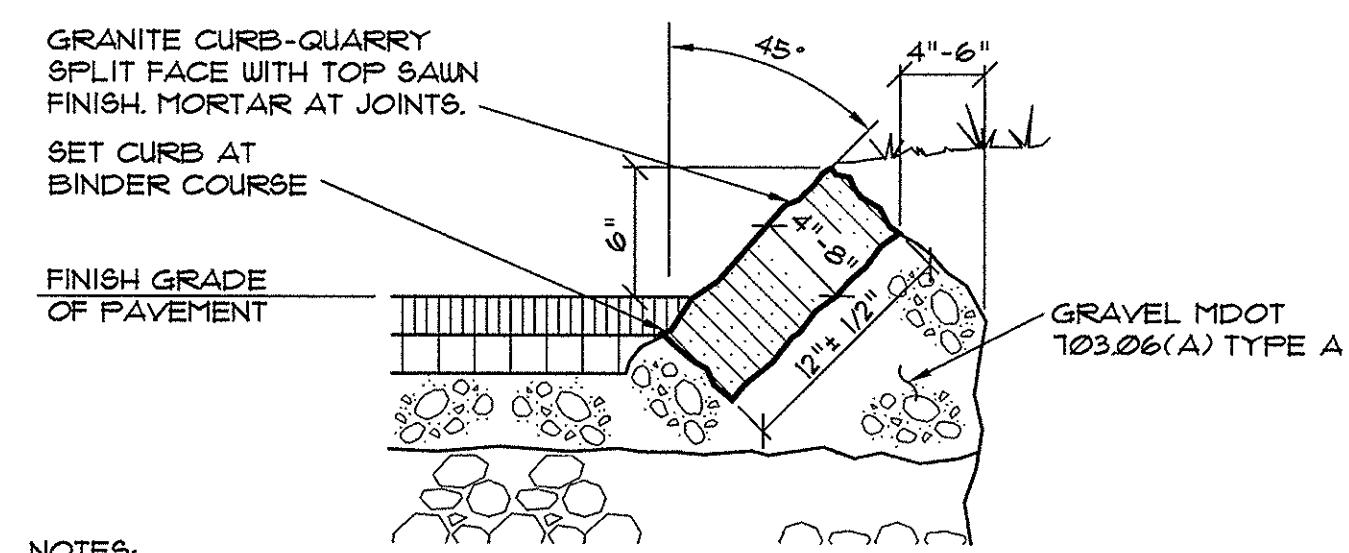 GRANITE CURB-QUARRY
SPLIT FACE WITH TOP SAWN
FINISH. MORTAR AT JOINTS.
SET CURB AT
BINDER COURSE
FINISH GRADE
OF PAVEMENT
45°
4"-6"
6"
4"-8"
12"± 1/2"
GRAVEL MDOT
703.06(A) TYPE A
NOTES: